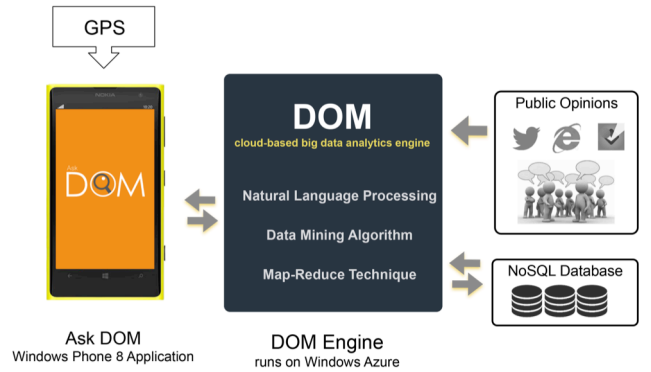 GPS
NOKIA
Ask
DOM
Ask DOM
Windows Phone 8 Application
DOM
cloud-based big data analytics engine
Natural Language Processing
Data Mining Algorithm
Map-Reduce Technique
DOM Engine
runs on Windows Azure
Public Opinions
NoSQL Database